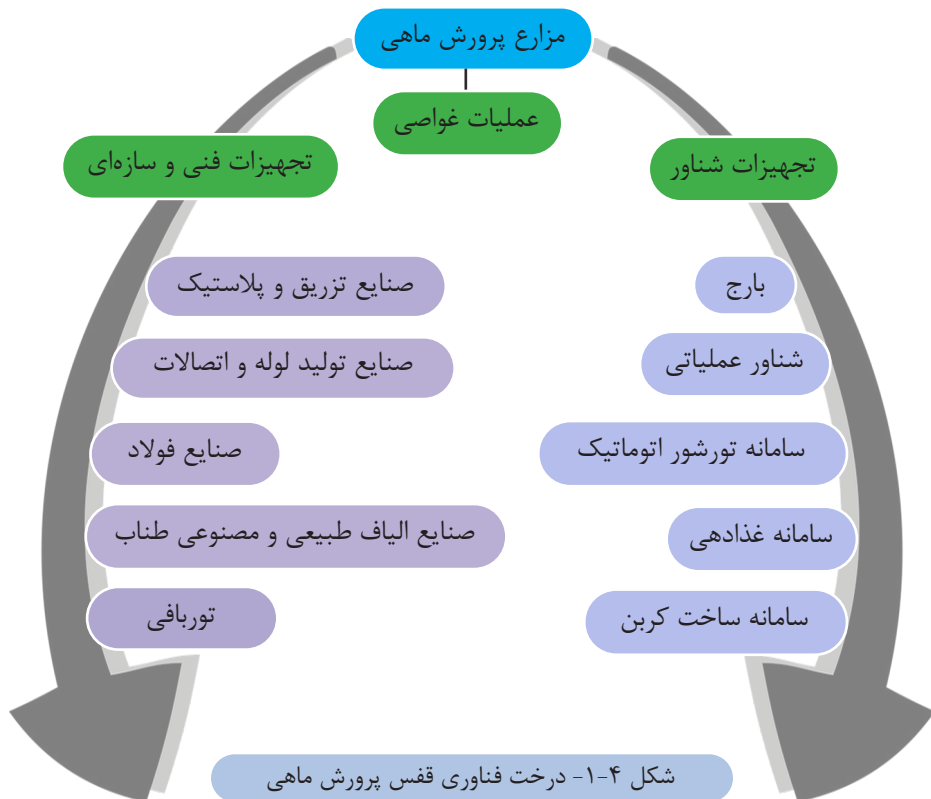 مزارع پرورش ماهی
عملیات غواصی
تجهیزات شناور
بارج
شناور عملیاتی
سامانه تورشور اتوماتیک
سامانه غذادهی
سامانه ساخت کربن
تجهیزات فنی و سازه‌ای
صنایع تزریق و پلاستیک
صنایع تولید لوله و اتصالات
صنایع فولاد
صنایع الیاف طبیعی و مصنوعی طناب
توربافی
شکل ۴-۱- درخت فناوری قفس پرورش ماهی